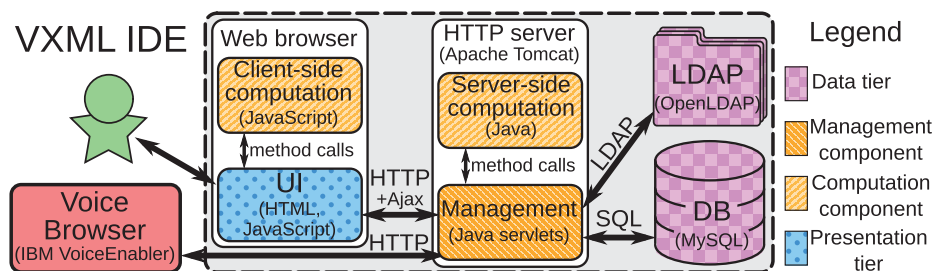 VXML IDE
Web browser
Client-side
computation
(JavaScript)
method calls
UI
(HTML,
JavaScript)
HTTP
+Ajax
HTTP
HTTP server
(Apache Tomcat)
Server-side
computation
(Java)
method calls
Management
(Java servlets)
LDAP
SQL
LDAP
(OpenLDAP)
DB
(MySQL)
Voice
Browser
(IBM VoiceEnabler)
Legend
Data tier
Management
component
Computation
component
Presentation
tier